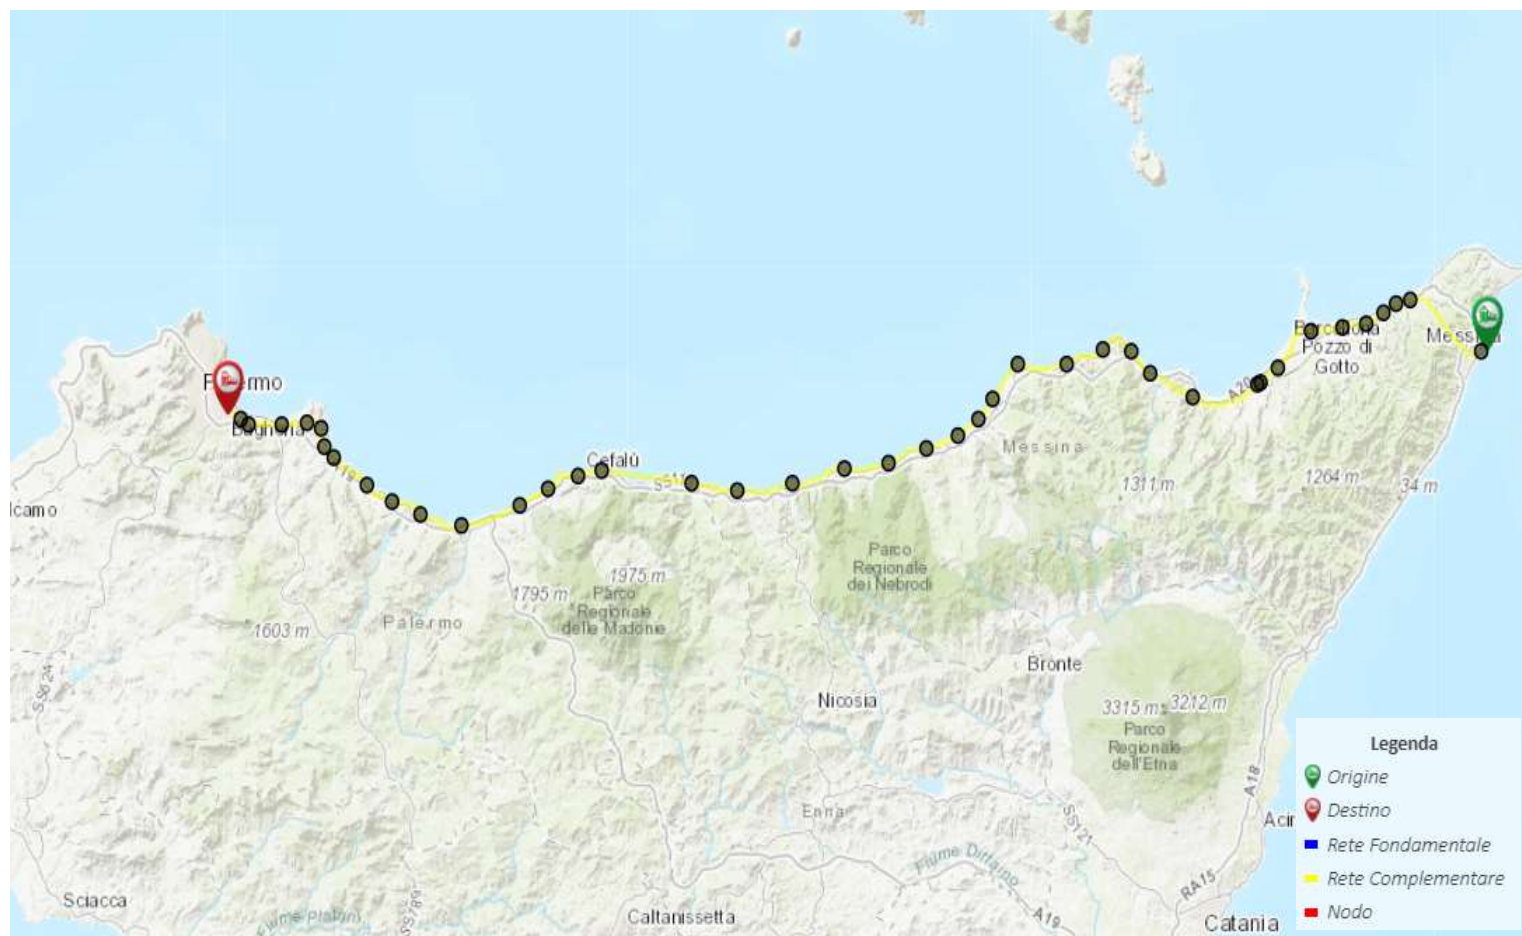 Palermo
Bagheria
Cefalù
Messina
Barcellona
Pozzo di
Gotto
A20
Messina
1311 m
1264 m
34 m
lcamo
A19
1975 m
1795 m
Parco
Regionale
delle Madonie
Parco
Regionale
dei Nebrodi
1603 m
Palermo
SS624
Bronte
Nicosia
3315 m
3212 m
Parco
Regionale
dell'Etna
A18
Enna
SS121
Acir
Sciacca
Fiume Platani
SS189
Caltanissetta
Fiume Dittaino
A19
RA15
Catania
Legenda
Origine
Destino
Rete Fondamentale
Rete Complementare
Nodo